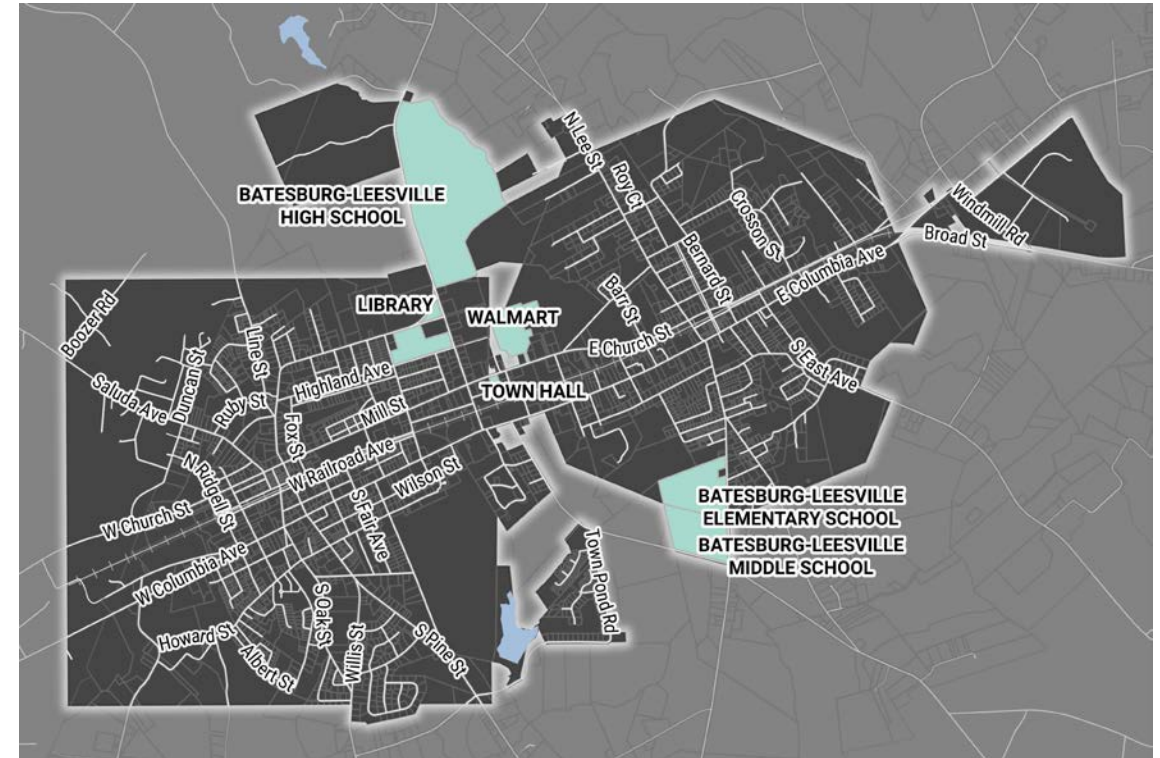 N Lee St
Roy Ct
BATESBURG-LEESVILLE
HIGH SCHOOL
Crosson St
Windmill Rd
Broad St
Bernard St
E Columbia Ave
LIBRARY
WALMART
Barr St
Boozer Rd
Line St
E Church St
S East Ave
Saluda Ave
Duncan St
Ruby St
Highland Ave
TOWN HALL
Mill St
Fox St
W Railroad Ave
Wilson St
N Ridgell St
S Fair Ave
W Church St
BATESBURG-LEESVILLE
ELEMENTARY SCHOOL
BATESBURG-LEESVILLE
MIDDLE SCHOOL
W Columbia Ave
Town Pond Rd
S Oak St
Willis St
S Pine St
Howard St
Albert St